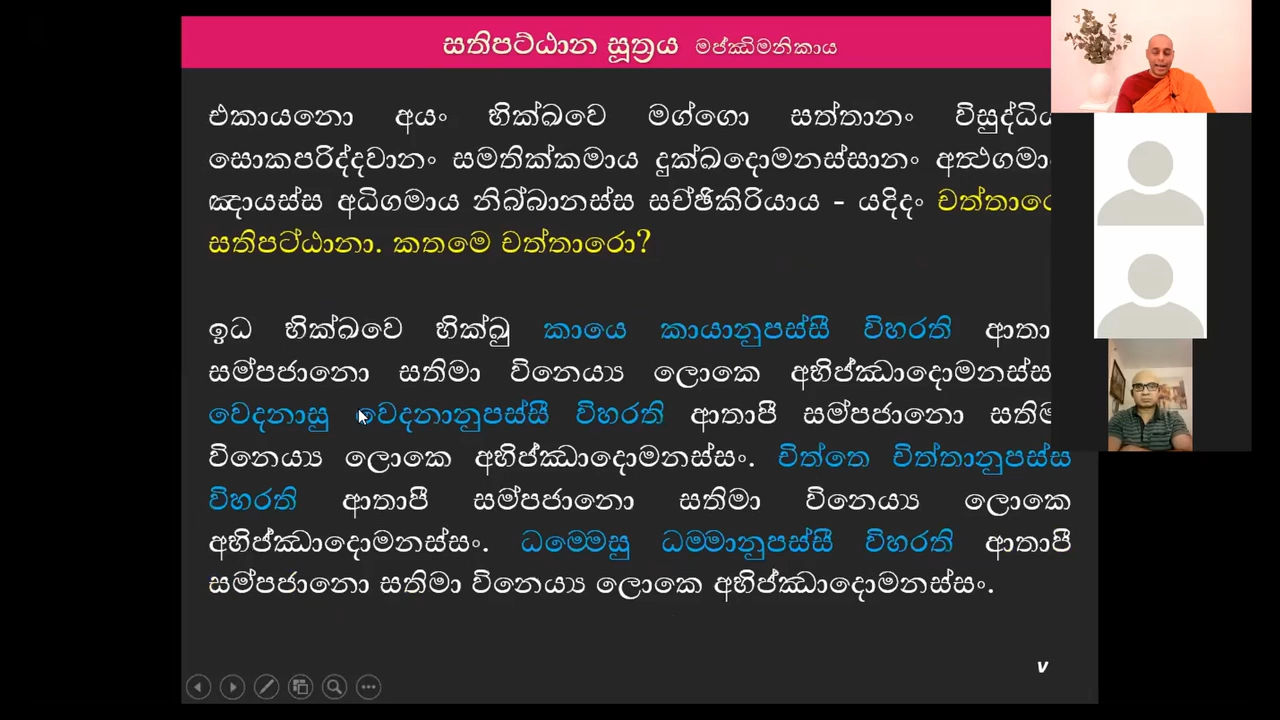 සතිපට්ඨාන සූත්‍රය මජ්ඣිමනිකාය
එකායනො අයං භික්ඛවෙ මග්ගො සත්තානං
සොකපරිද්දවානං සමතික්කමාය දුක්ඛදොමනස්සානං
ඤායස්ස අධිගමාය නිබ්බානස්ස සච්ඡිකිරියාය - යදිදං
සතිපට්ඨානා. කතමෙ චත්තාරො?
ඉධ භික්ඛවෙ භික්ඛු කායෙ කායානුපස්සී විහරති
සම්පජානො සතිමා විනෙය්‍ය ලොකෙ
වෙදනාසු වෙදනානුපස්සී විහරති ආතාපී සම්පජානො
විනෙය්‍ය ලොකෙ අභිජ්ඣාදොමනස්සං. චිත්තෙ
විහරති ආතාපී සම්පජානො සතිමා විනෙය්‍ය ලොකෙ
අභිජ්ඣාදොමනස්සං. ධම්මෙසු ධම්මානුපස්සී විහරති ආතාපී
සම්පජානො සතිමා විනෙය්‍ය ලොකෙ අභිජ්ඣාදොමනස්සං.
v